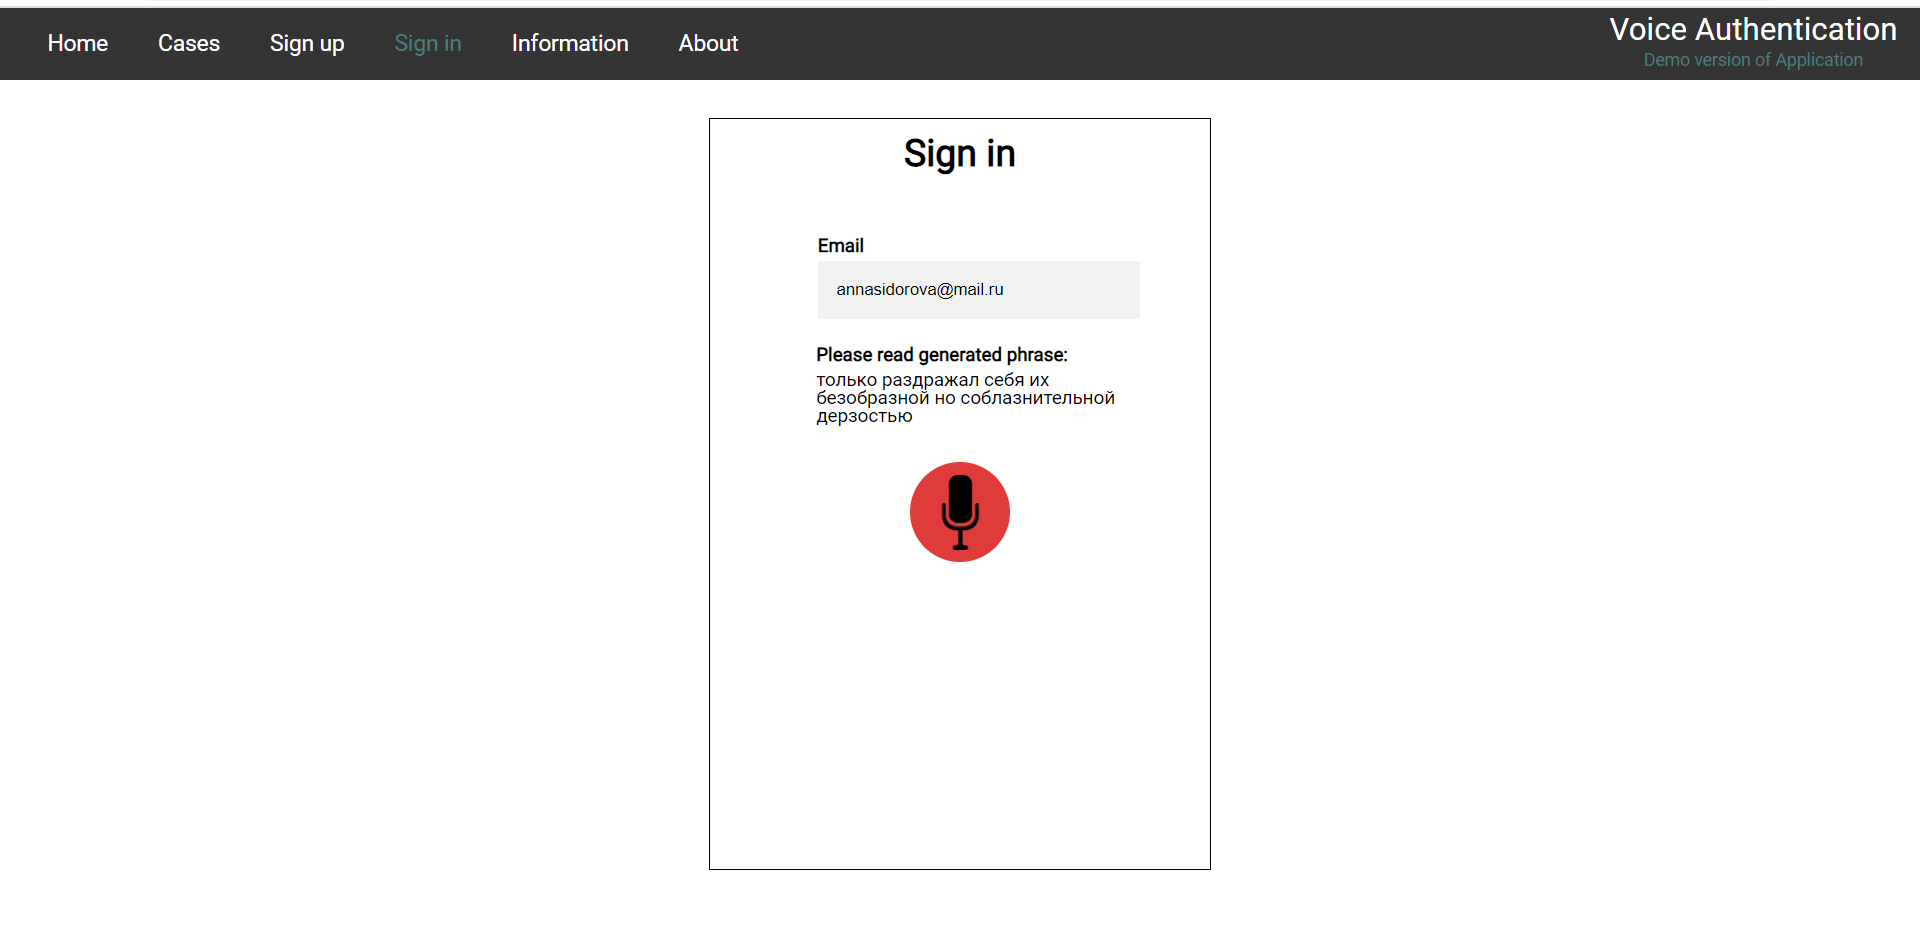 Home Cases Sign up Sign in Information About
Voice Authentication
Demo version of Application
Sign in
Email
annasidorova@mail.ru
Please read generated phrase:
только раздражал себя их
безобразной но соблазнительной
дерзостью